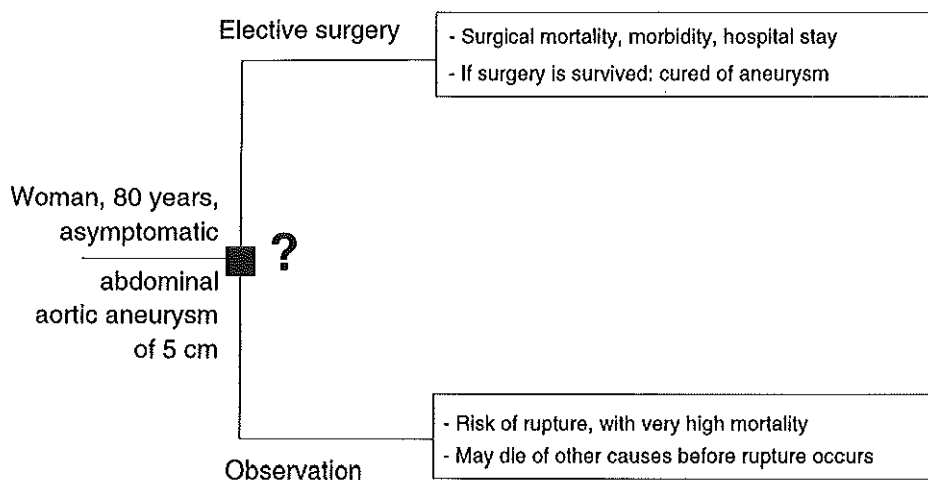 Elective surgery
- Surgical mortality, morbidity, hospital stay
- If surgery is survived: cured of aneurysm
Woman, 80 years,
asymptomatic
?
abdominal
aortic aneurysm
of 5 cm
- Risk of rupture, with very high mortality
- May die of other causes before rupture occurs
Observation